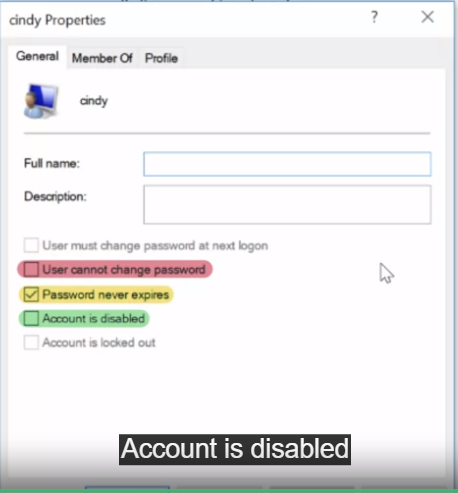 cindy Properties
General Member Of Profile
cindy
Full name:
Description:
User must change password at next logon
User cannot change password
Password never expires
Account is disabled
Account is locked out
Account is disabled